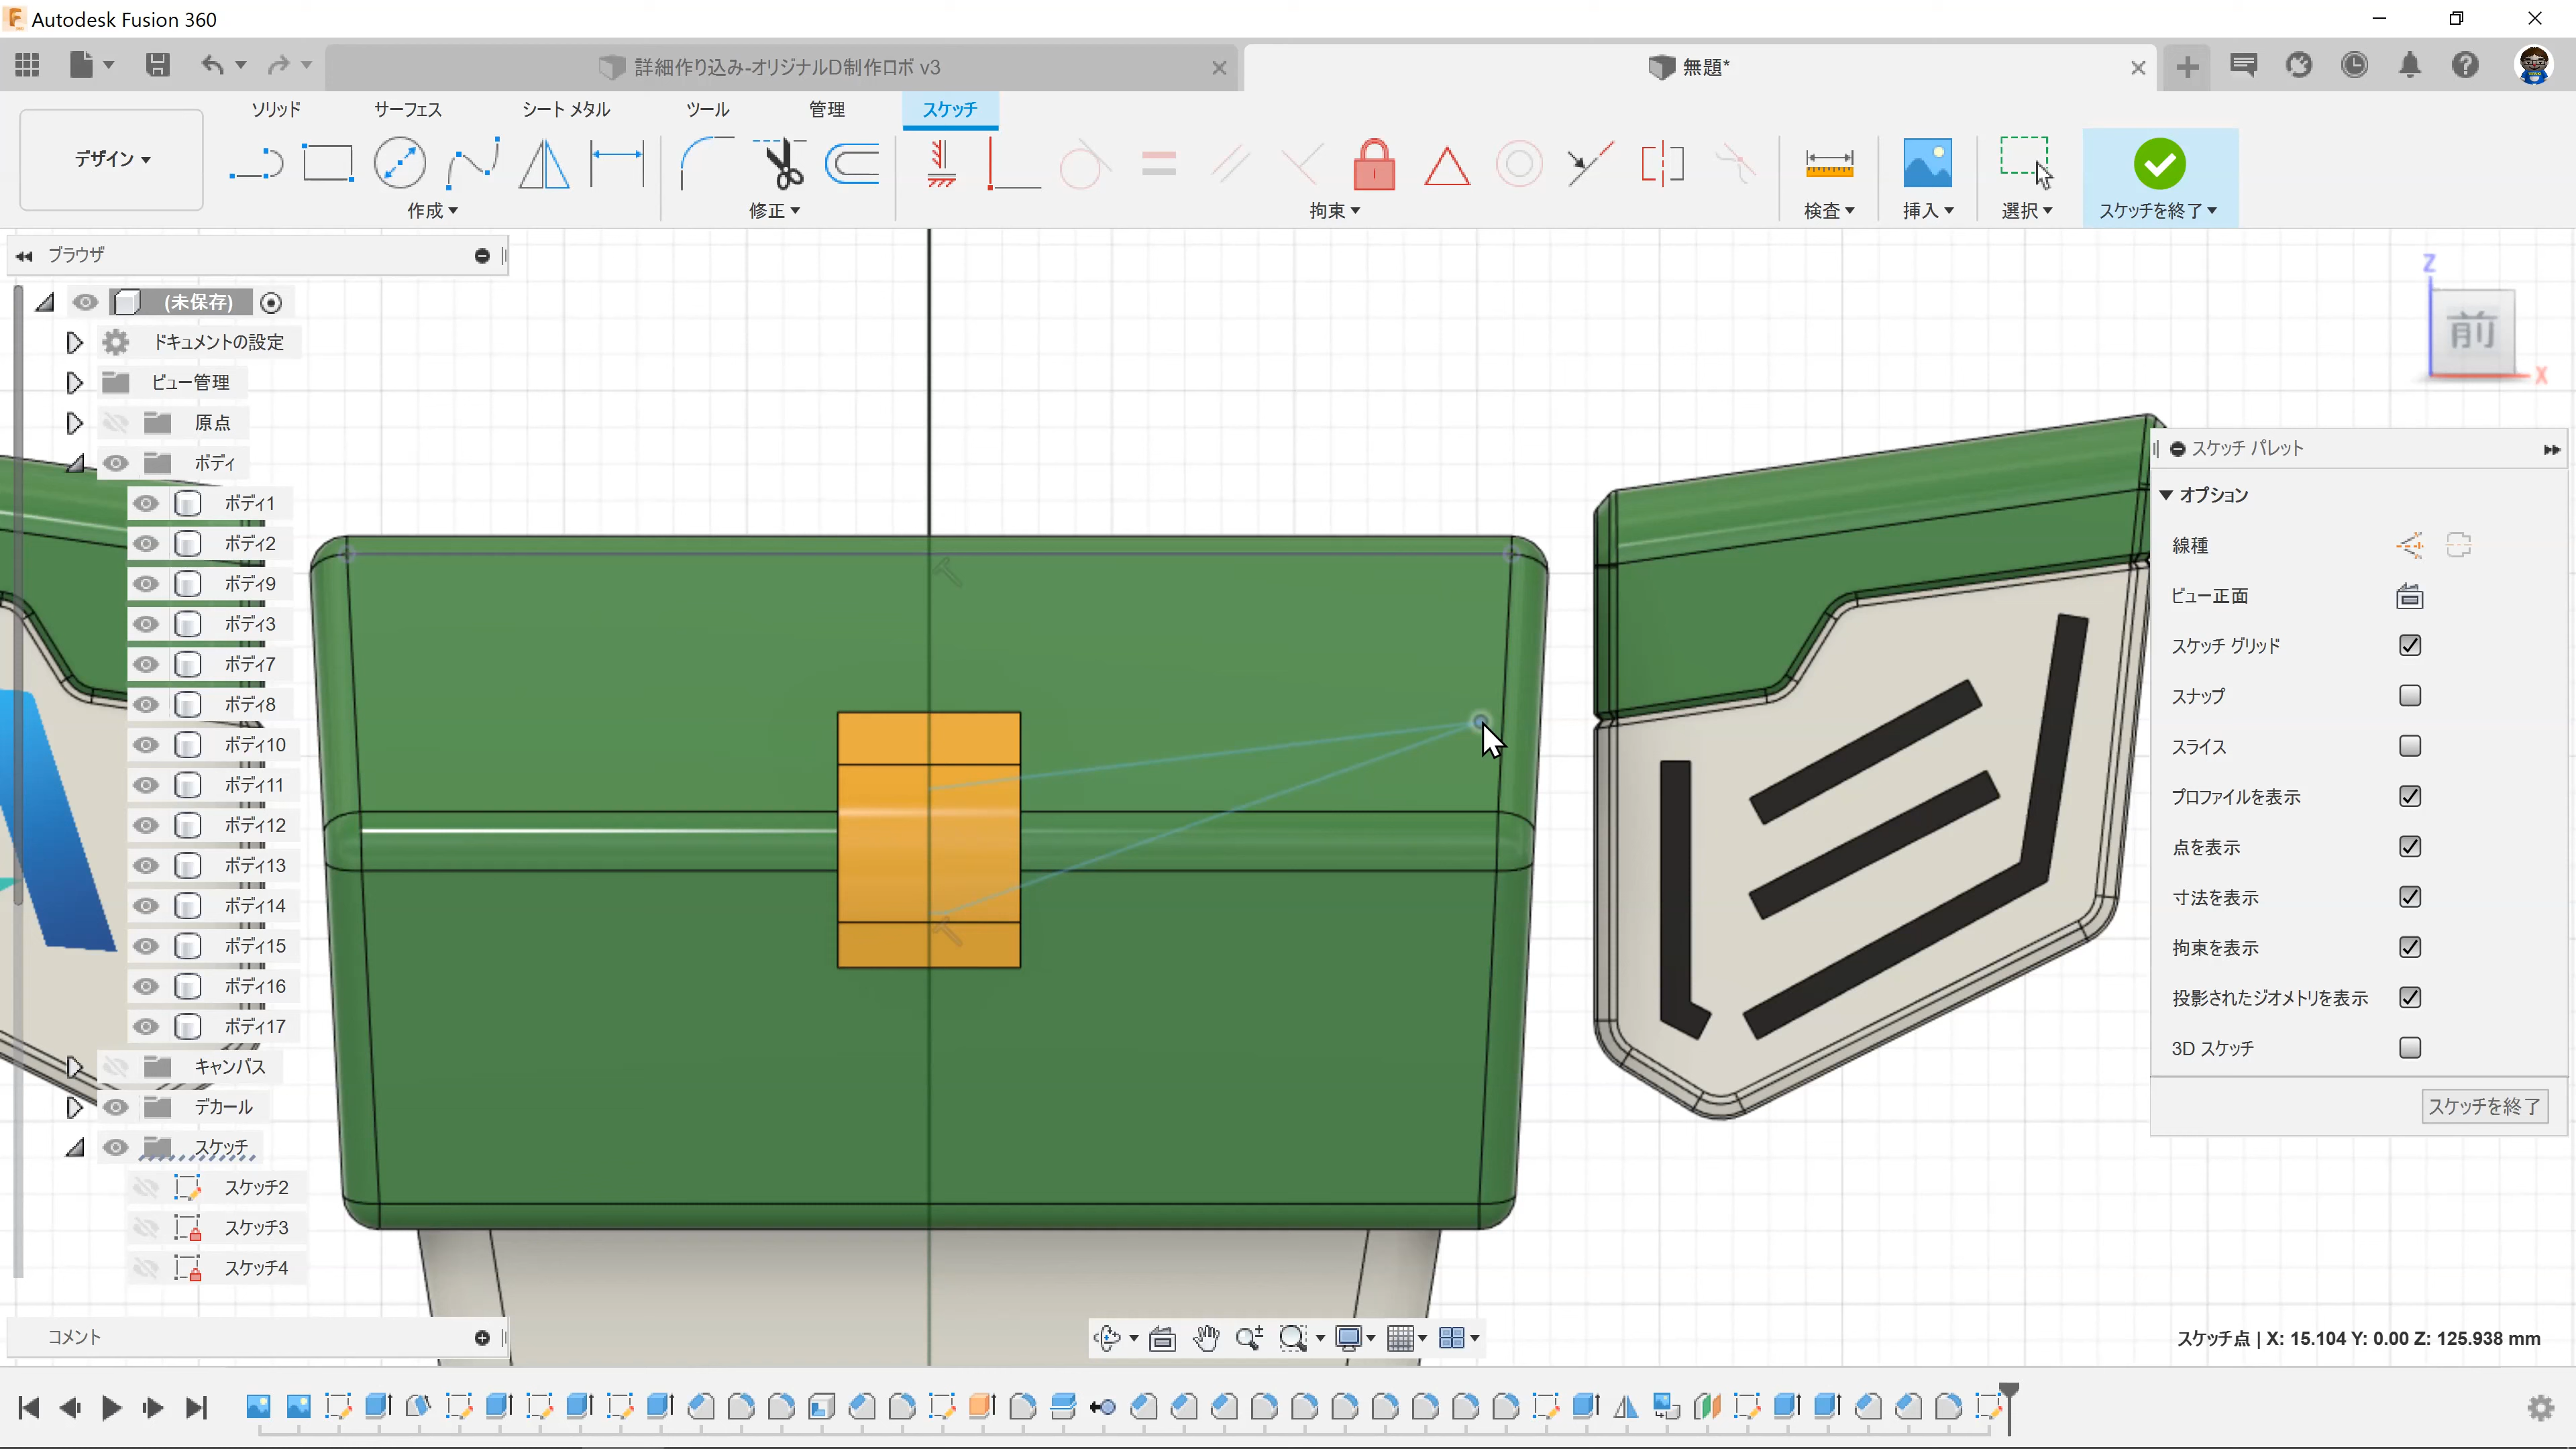 Autodesk Fusion 360
詳細作り込み-オリジナルD制作ロボ v3
無題*
デザイン
ソリッド
サーフェス
シート メタル
ツール
管理
スケッチ
作成
修正
拘束
検査
挿入
選択
スケッチを終了
ブラウザ
(未保存)
ドキュメントの設定
ビュー管理
原点
ボディ
ボディ1
ボディ2
ボディ9
ボディ3
ボディ7
ボディ8
ボディ10
ボディ11
ボディ12
ボディ13
ボディ14
ボディ15
ボディ16
ボディ17
キャンバス
デカール
スケッチ
スケッチ2
スケッチ3
スケッチ4
コメント
Z
前
X
スケッチ パレット
オプション
線種
ビュー正面
スケッチ グリッド
スナップ
スライス
プロファイルを表示
点を表示
寸法を表示
拘束を表示
投影されたジオメトリを表示
3D スケッチ
スケッチを終了
スケッチ点 | X: 15.104 Y: 0.00 Z: 125.938 mm